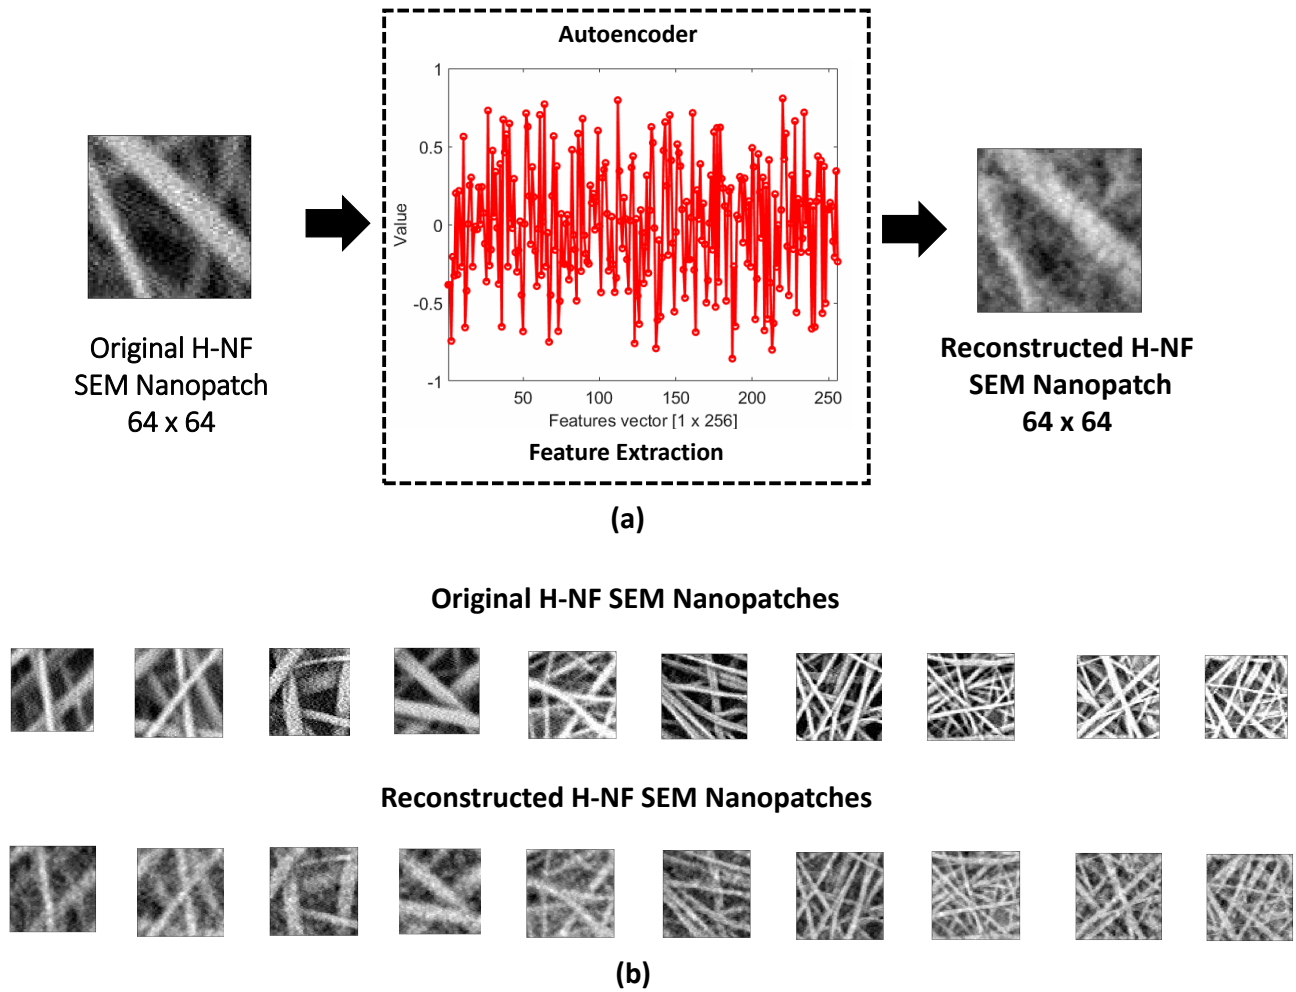 Autoencoder
1
0.5
0
-0.5
-1
Value
50
100
150
200
250
Features vector [1 x 256]
Feature Extraction
Original H-NF
SEM Nanopatch
64 x 64
Reconstructed H-NF
SEM Nanopatch
64 x 64
(a)
Original H-NF SEM Nanopatches
Reconstructed H-NF SEM Nanopatches
(b)